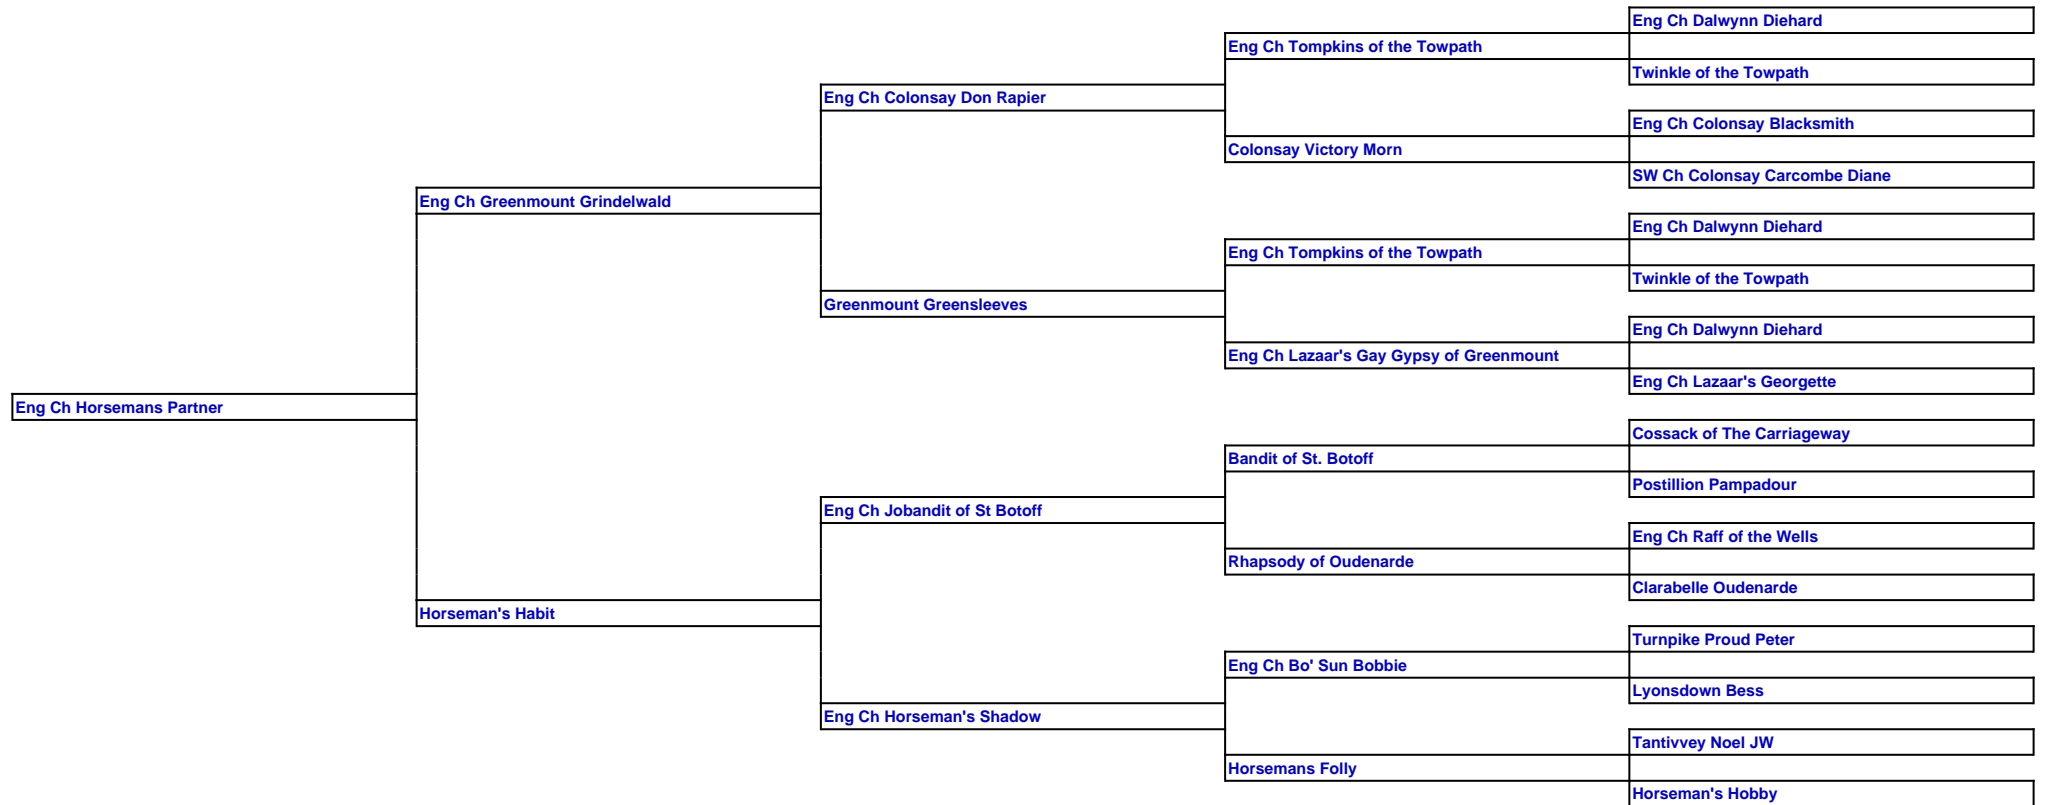 Eng Ch Dalwynn Diehard
Eng Ch Tompkins of the Towpath
Twinkle of the Towpath
Eng Ch Colonsay Don Rapier
Eng Ch Colonsay Blacksmith
Colonsay Victory Morn
SW Ch Colonsay Carcombe Diane
Eng Ch Greenmount Grindelwald
Eng Ch Dalwynn Diehard
Eng Ch Tompkins of the Towpath
Twinkle of the Towpath
Greenmount Greensleeves
Eng Ch Dalwynn Diehard
Eng Ch Lazaar's Gay Gypsy of Greenmount
Eng Ch Lazaar's Georgette
Eng Ch Horsemans Partner
Cossack of The Carriageway
Bandit of St. Botoff
Postillion Pampadour
Eng Ch Jobandit of St Botoff
Eng Ch Raff of the Wells
Rhapsody of Oudenarde
Clarabelle Oudenarde
Horseman's Habit
Turnpike Proud Peter
Eng Ch Bo' Sun Bobbie
Lyonsdown Bess
Eng Ch Horseman's Shadow
Tantivvey Noel JW
Horsemans Folly
Horseman's Hobby